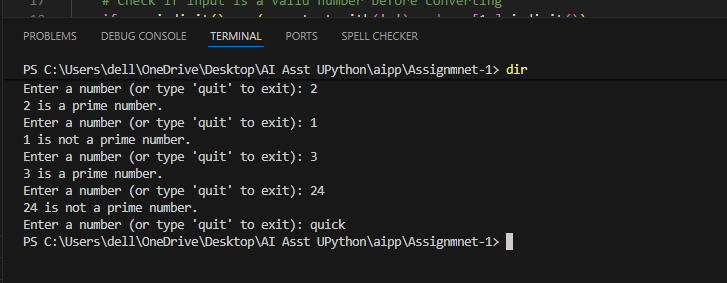 17 # Check if input is a valid number before converting
PROBLEMS DEBUG CONSOLE TERMINAL PORTS SPELL CHECKER
PS C:\Users\dell\OneDrive\Desktop\AI Asst UPython\aipp\Assignmnet-1> dir
Enter a number (or type 'quit' to exit): 2
2 is a prime number.
Enter a number (or type 'quit' to exit): 1
1 is not a prime number.
Enter a number (or type 'quit' to exit): 3
3 is a prime number.
Enter a number (or type 'quit' to exit): 24
24 is not a prime number.
Enter a number (or type 'quit' to exit): quick
PS C:\Users\dell\OneDrive\Desktop\AI Asst UPython\aipp\Assignmnet-1>